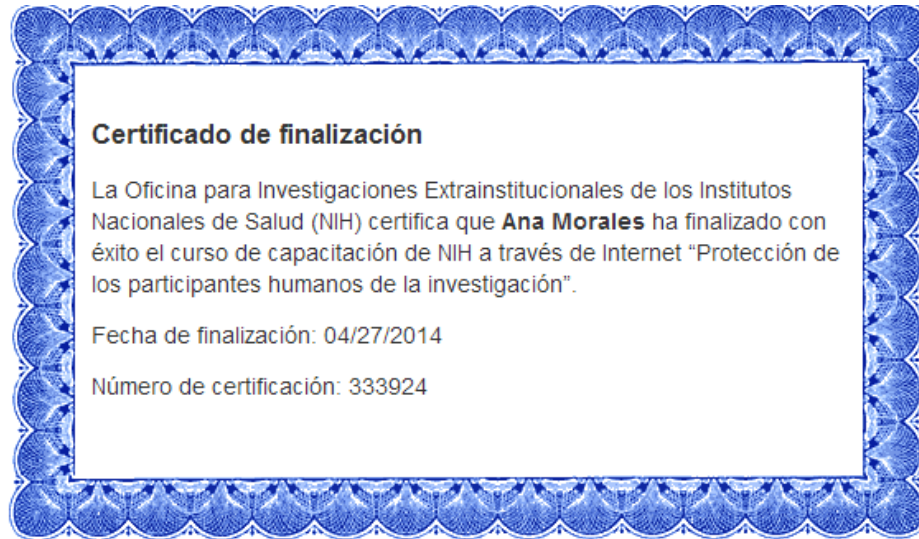 Certificado de finalización
La Oficina para Investigaciones Extrainstitucionales de los Institutos
Nacionales de Salud (NIH) certifica que Ana Morales ha finalizado con
éxito el curso de capacitación de NIH a través de Internet “Protección de
los participantes humanos de la investigación”.
Fecha de finalización: 04/27/2014
Número de certificación: 333924